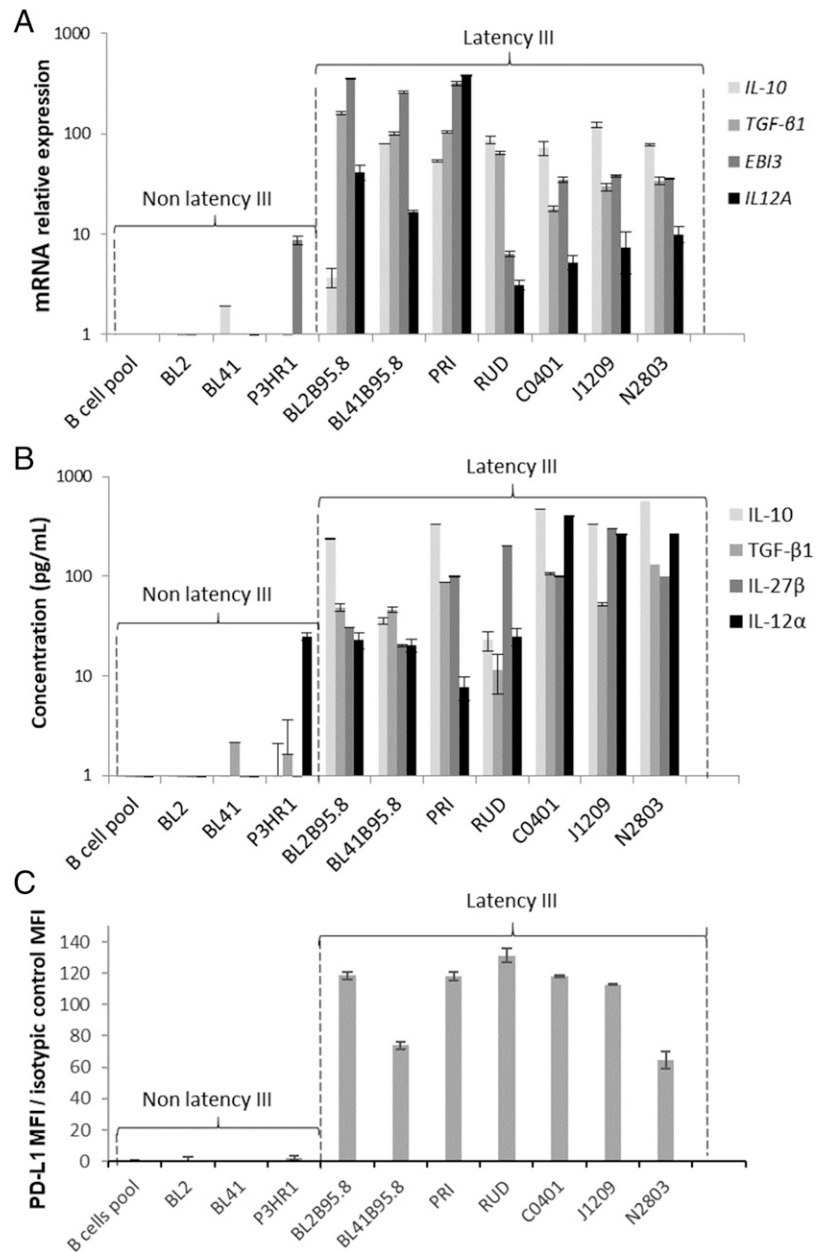 A
1000
100
10
1
mRNA relative expression
Non latency III
Latency III
IL-10
TGF-β1
EBI3
IL12A
B cell pool
BL2
BL41
P3HR1
BL2B95.8
BL41B95.8
PRI
RUD
C0401
J1209
N2803
B
1000
100
10
1
Concentration (pg/mL)
Non latency III
Latency III
IL-10
TGF-β1
IL-27β
IL-12α
B cell pool
BL2
BL41
P3HR1
BL2B95.8
BL41B95.8
PRI
RUD
C0401
J1209
N2803
C
140
120
100
80
60
40
20
0
PD-L1 MFI / isotypic control MFI
Non latency III
Latency III
B cells pool
BL2
BL41
P3HR1
BL2B95.8
BL41B95.8
PRI
RUD
C0401
J1209
N2803